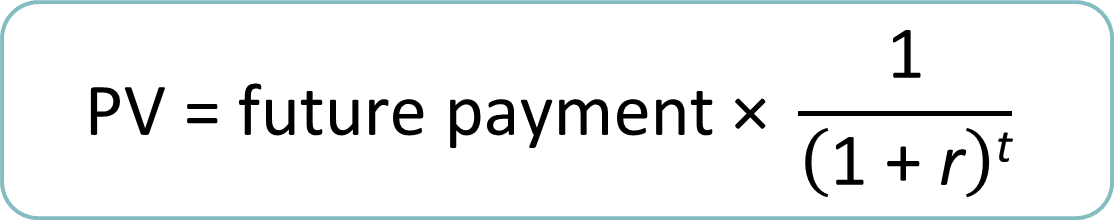 PV = future payment × 1/(1 + r)^t